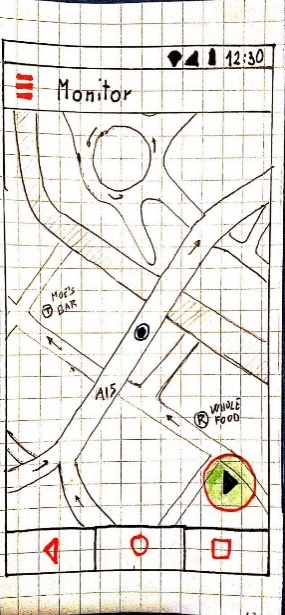 12:30
Monitor
MOE'S
T BAR
A15
WHOLE
R FOOD